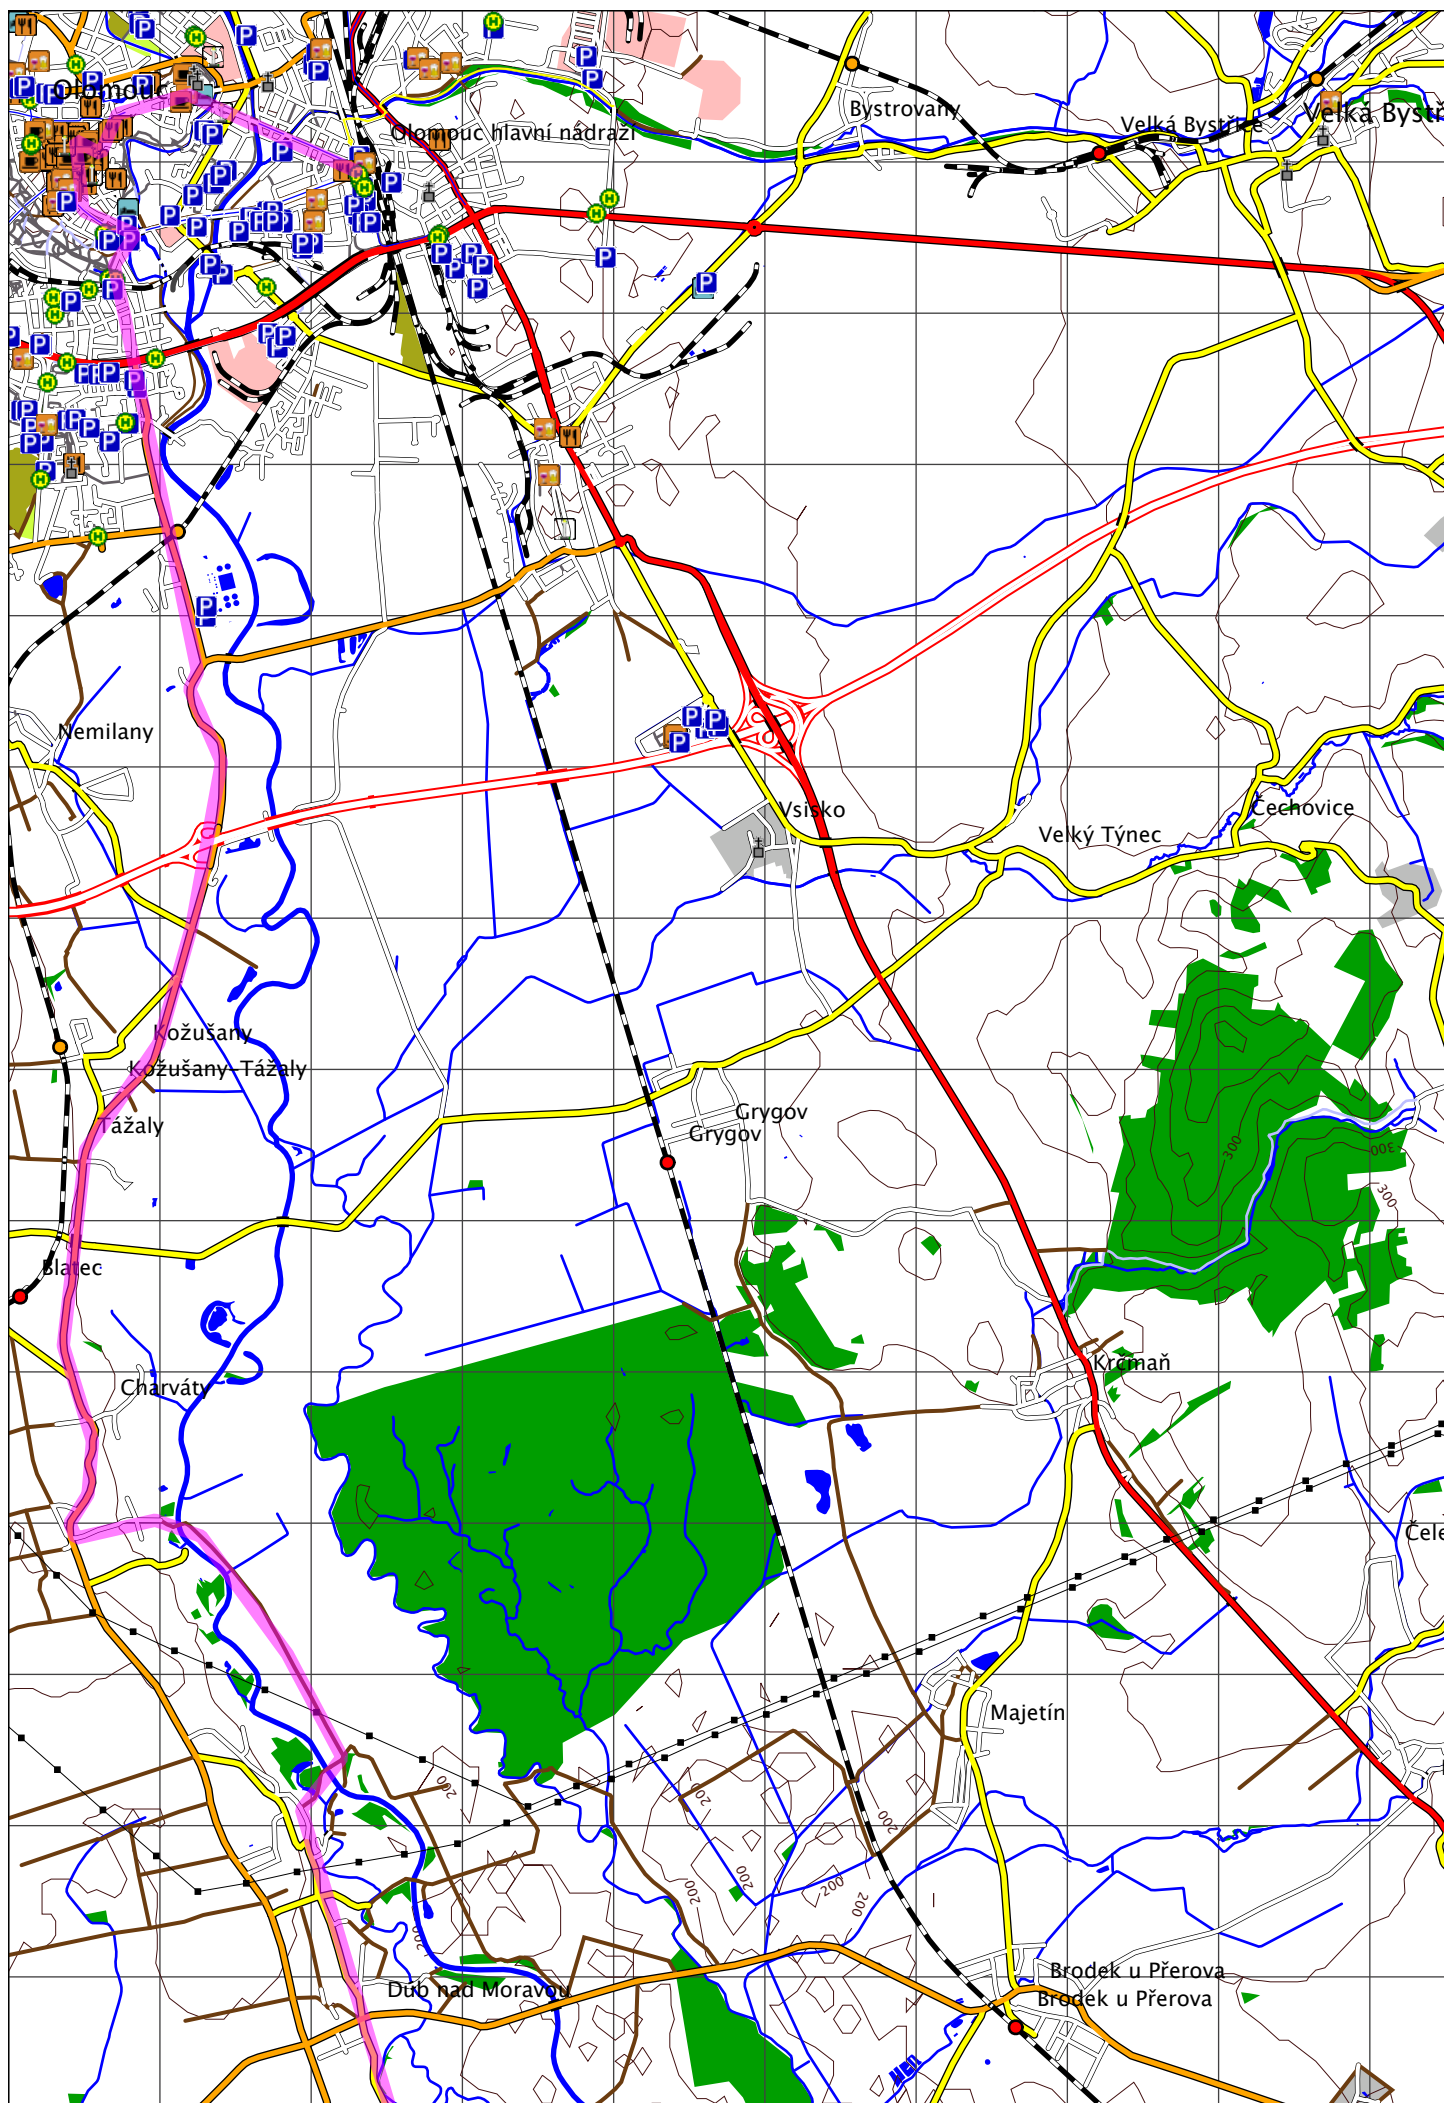 Olomouc
Bystrovany
Velká Bystř
Velká Bystřice
Olomouc hlavní nádraží
Nemilany
Vsisko
Čechovice
Velký Týnec
Kožušany
Kožušany-Tážaly
Grygov
Tážaly
Grygov
300
300
300
Blatec
Krčmaň
Charváty
Čele
Majetín
200
200
200
200
200
200
200
200
Brodek u Přerova
Dub nad Moravou
Brodek u Přerova